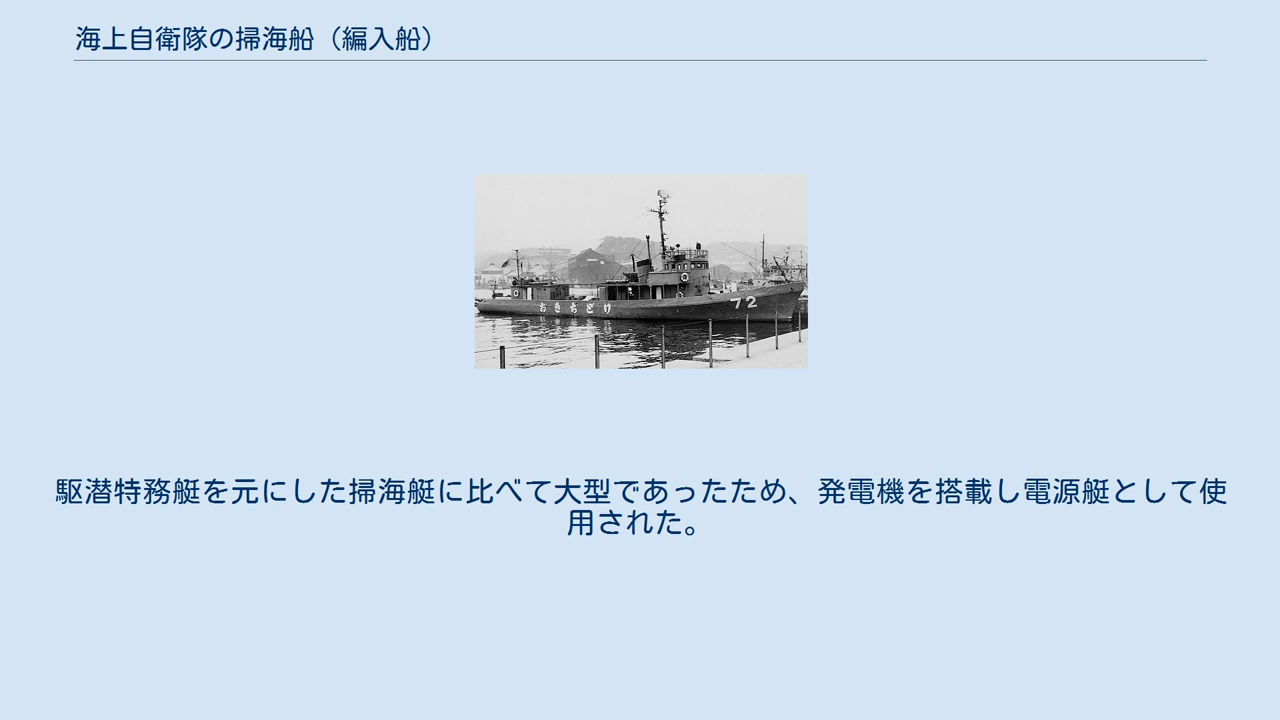 海上自衛隊の掃海船（編入船）
おきちどり
72
駆潜特務艇を元にした掃海艇に比べて大型であったため、発電機を搭載し電源艇として使
用された。